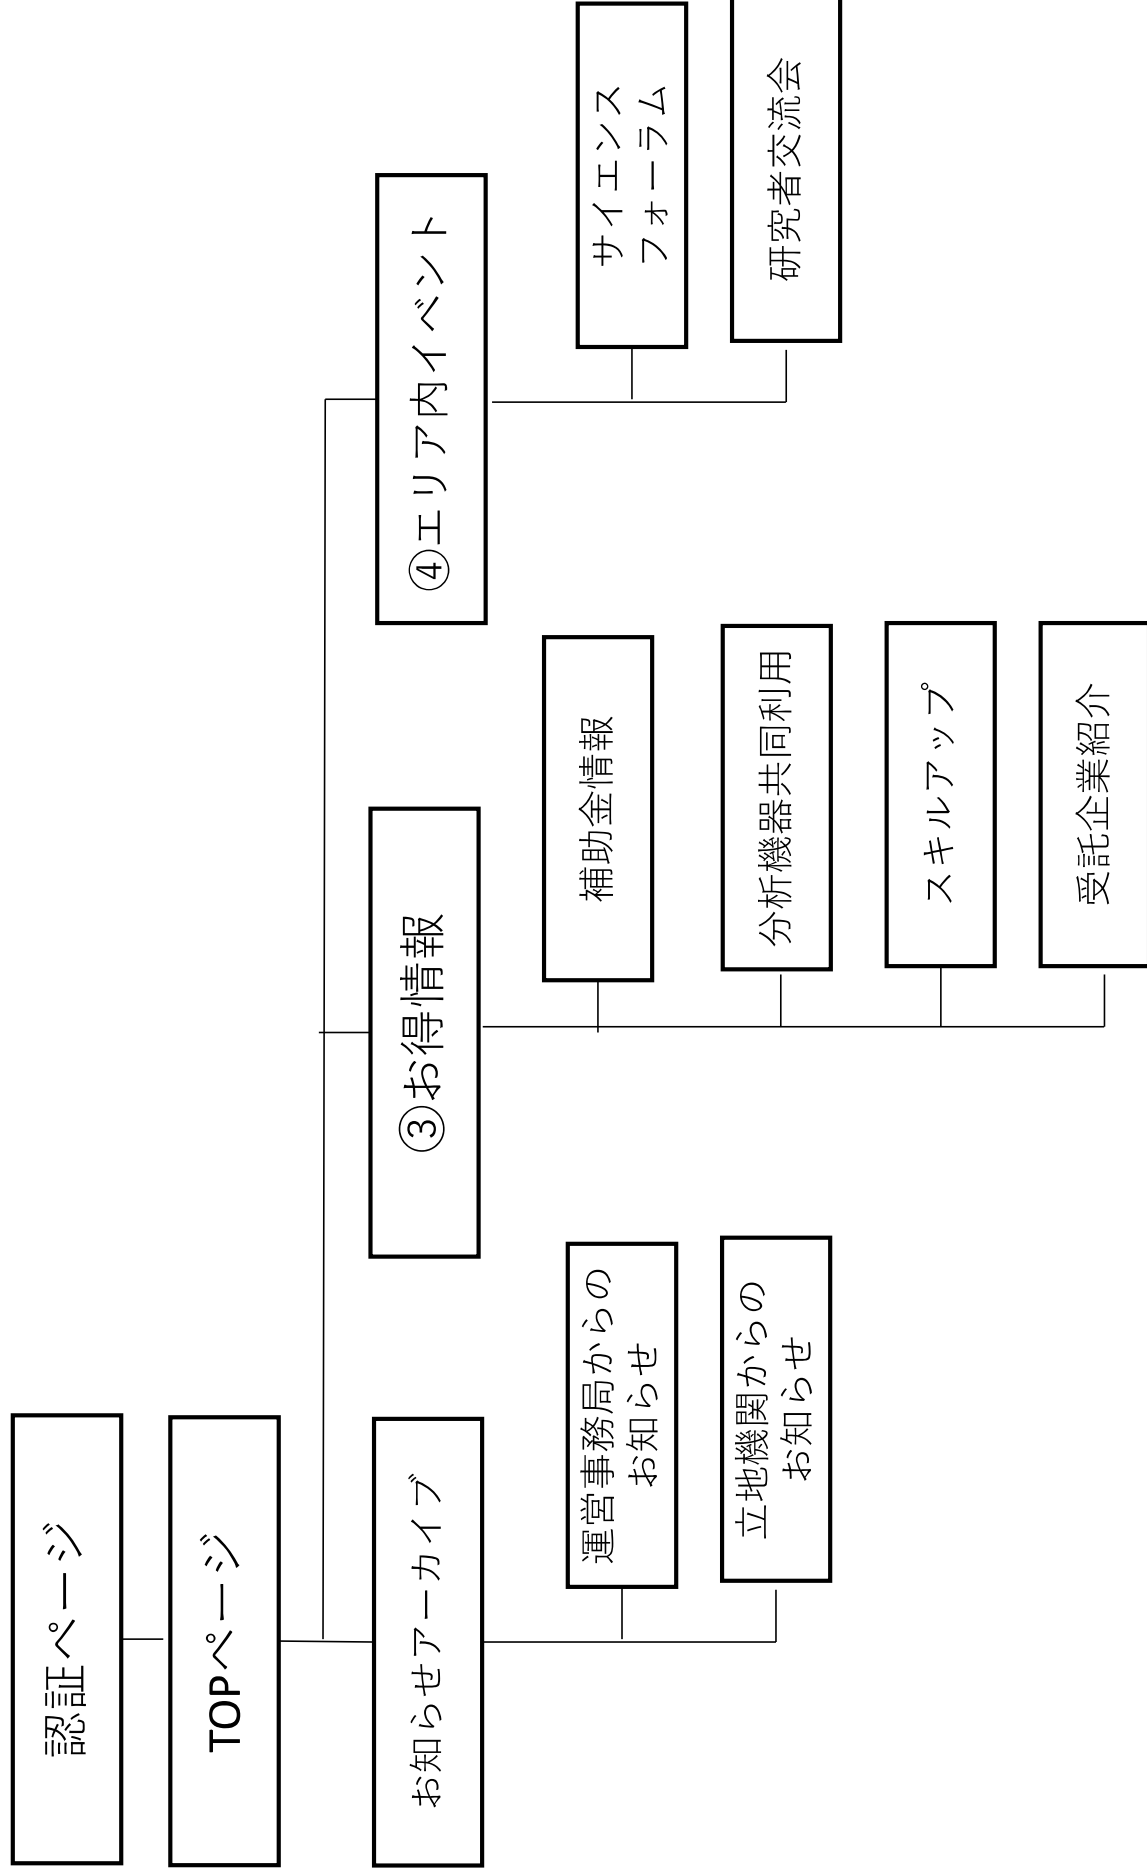 認証ページ
TOPページ
お知らせアーカイブ
運営事務局からの
お知らせ
立地機関からの
お知らせ
③お得情報
補助金情報
分析機器共同利用
スキルアップ
受託企業紹介
④エリア内イベント
サイエンス
フォーラム
研究者交流会